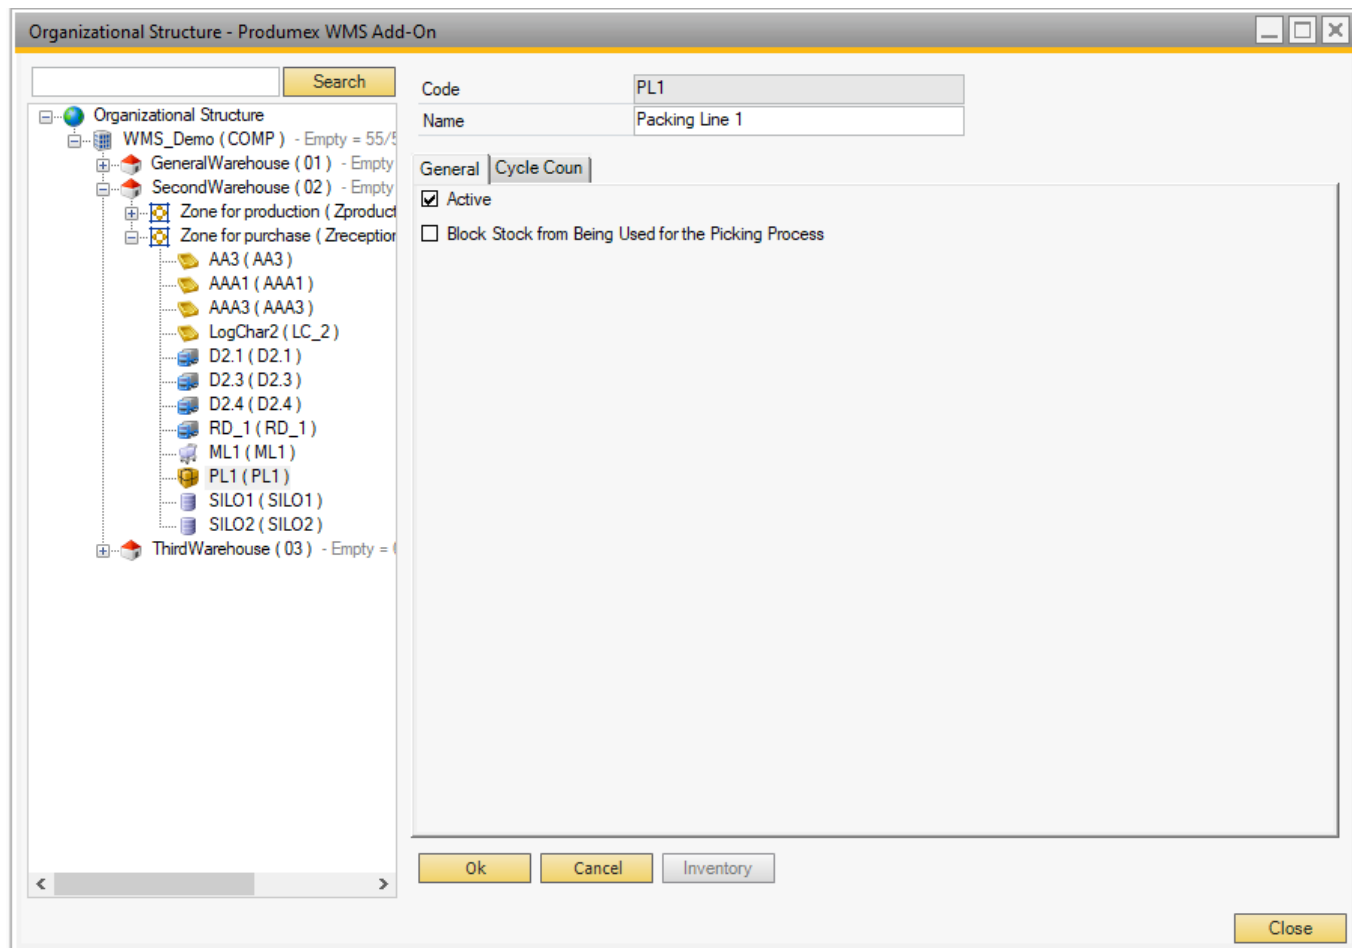 Organizational Structure - Produmex WMS Add-On
Search
Organizational Structure
WMS_Demo ( COMP ) - Empty = 55/
GeneralWarehouse ( 01 ) - Empty
SecondWarehouse ( 02 ) - Empty
Zone for production ( Zproduct
Zone for purchase ( Zreception
AA3 ( AA3 )
AAA1 ( AAA1 )
AAA3 ( AAA3 )
LogChar2 ( LC_2 )
D2.1 ( D2.1 )
D2.3 ( D2.3 )
D2.4 ( D2.4 )
RD_1 ( RD_1 )
ML1 ( ML1 )
PL1 ( PL1 )
SILO1 ( SILO1 )
SILO2 ( SILO2 )
ThirdWarehouse ( 03 ) - Empty =
Code PL1
Name Packing Line 1
General Cycle Coun
Active
Block Stock from Being Used for the Picking Process
Ok Cancel Inventory
Close